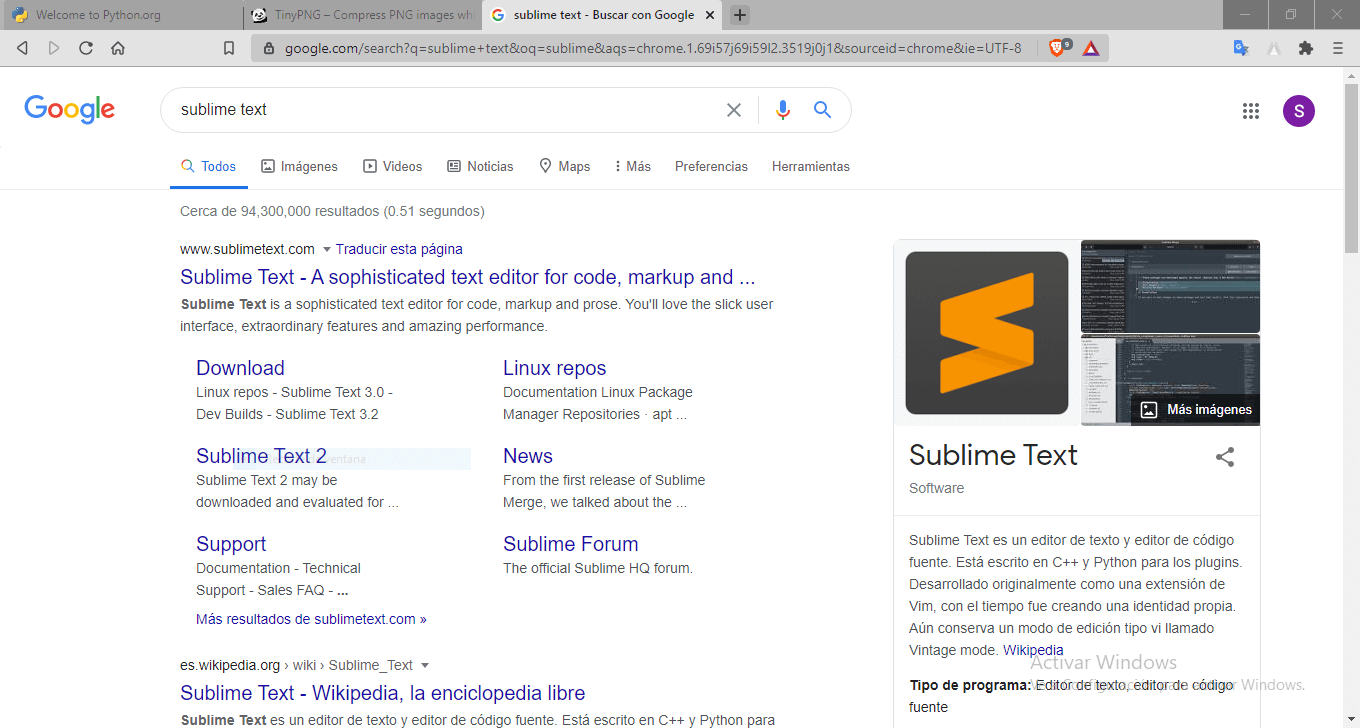 Welcome to Python.org
TinyPNG – Compress PNG images whi
sublime text - Buscar con Google
google.com/search?q=sublime+text&oq=sublime&aqs=chrome.1.69i57j69i59l2.3519j0j1&sourceid=chrome&ie=UTF-8
9
Google
sublime text
S
Todos
Imágenes
Videos
Noticias
Maps
Más
Preferencias
Herramientas
Cerca de 94,300,000 resultados (0.51 segundos)
www.sublimetext.com
Traducir esta página
Sublime Text - A sophisticated text editor for code, markup and ...
Sublime Text is a sophisticated text editor for code, markup and prose. You'll love the slick user
interface, extraordinary features and amazing performance.
Download
Linux repos - Sublime Text 3.0 -
Dev Builds - Sublime Text 3.2
Linux repos
Documentation Linux Package
Manager Repositories · apt ...
Sublime Text 2
Sublime Text 2 may be
downloaded and evaluated for ...
News
From the first release of Sublime
Merge, we talked about the ...
Support
Documentation - Technical
Support - Sales FAQ - ...
Sublime Forum
The official Sublime HQ forum.
Más resultados de sublimetext.com »
es.wikipedia.org › wiki › Sublime_Text
Sublime Text - Wikipedia, la enciclopedia libre
Sublime Text es un editor de texto y editor de código fuente. Está escrito en C++ y Python para
Más imágenes
Sublime Text
Software
Sublime Text es un editor de texto y editor de código
fuente. Está escrito en C++ y Python para los plugins.
Desarrollado originalmente como una extensión de
Vim, con el tiempo fue creando una identidad propia.
Aún conserva un modo de edición tipo vi llamado
Vintage mode. Wikipedia
Activar Windows
Tipo de programa: Editor de texto, editor de código
fuente
Windows.